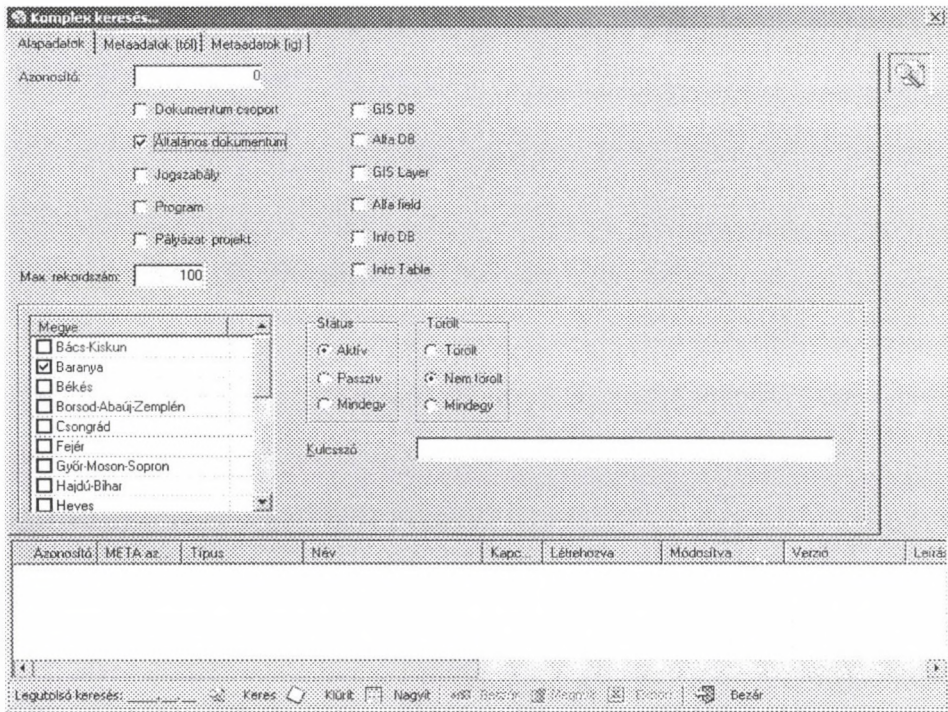 Komplex keresés...
Alapadatok Metaadatok (tól) Metaadatok (ig)
Azonosító: 0
Dokumentum csoport GIS DB
Általános dokumentum Alfa DB
Jogszabály GIS Layer
Program Alfa field
Pályázat- projekt Info DB
Info Table
Max. rekordszám: 100
Megye
Bács-Kiskun
Baranya
Békés
Borsod-Abaúj-Zemplén
Csongrád
Fejér
Győr-Moson-Sopron
Hajdú-Bihar
Heves
Státus
Aktív
Passzív
Mindegy
Törölt
Törölt
Nem törölt
Mindegy
Kulcsszó
Azonosító META az... Típus Név Kapc... Létrehozva Módosítva Verzió Leírás
Legutolsó keresés: __.__.__ Keres Kiürít Nagyít Bezár